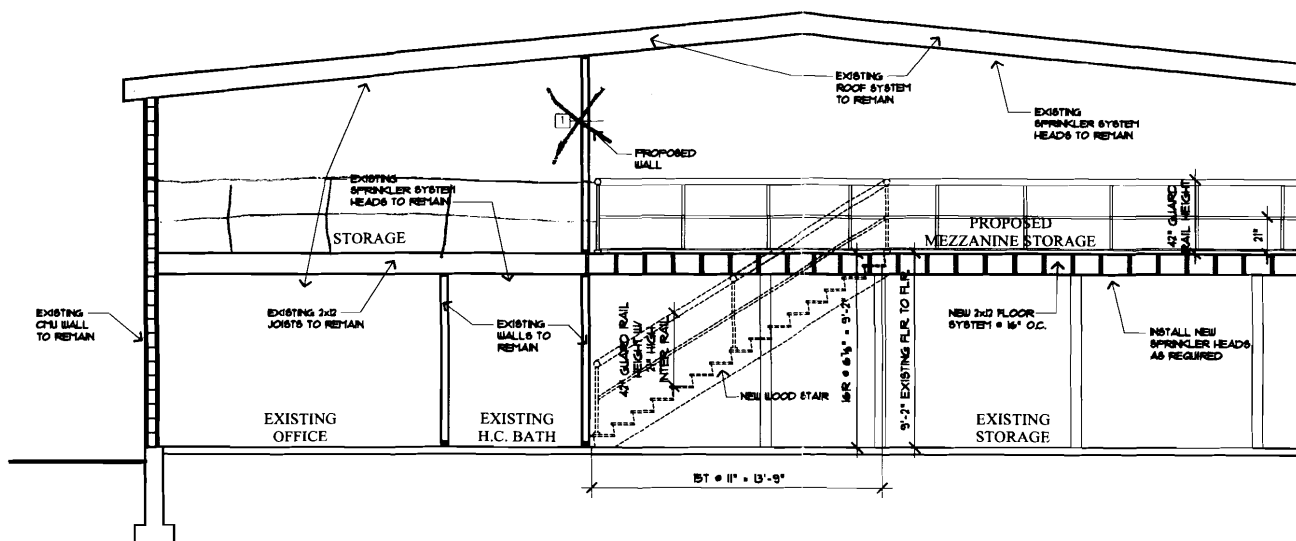 EXISTING
ROOF SYSTEM
TO REMAIN
EXISTING
SPRINKLER SYSTEM
HEADS TO REMAIN
1
PROPOSED
WALL
EXISTING
SPRINKLER SYSTEM
HEADS TO REMAIN
STORAGE
PROPOSED
MEZZANINE STORAGE
42" GUARD
RAIL HEIGHT
21"
EXISTING
CMU WALL
TO REMAIN
EXISTING 2x12
JOISTS TO REMAIN
EXISTING
WALLS TO
REMAIN
42" GUARD RAIL
HEIGHT W/
21" HIGH
INTER RAIL
NEW WOOD STAIR
16R @ 6 7/8" = 9'-2"
9'-2" EXISTING FLR. TO FLR.
NEW 2x12 FLOOR
SYSTEM @ 16" O.C.
INSTALL NEW
SPRINKLER HEADS
AS REQUIRED
EXISTING
OFFICE
EXISTING
H.C. BATH
EXISTING
STORAGE
15T @ 11" = 13'-9"